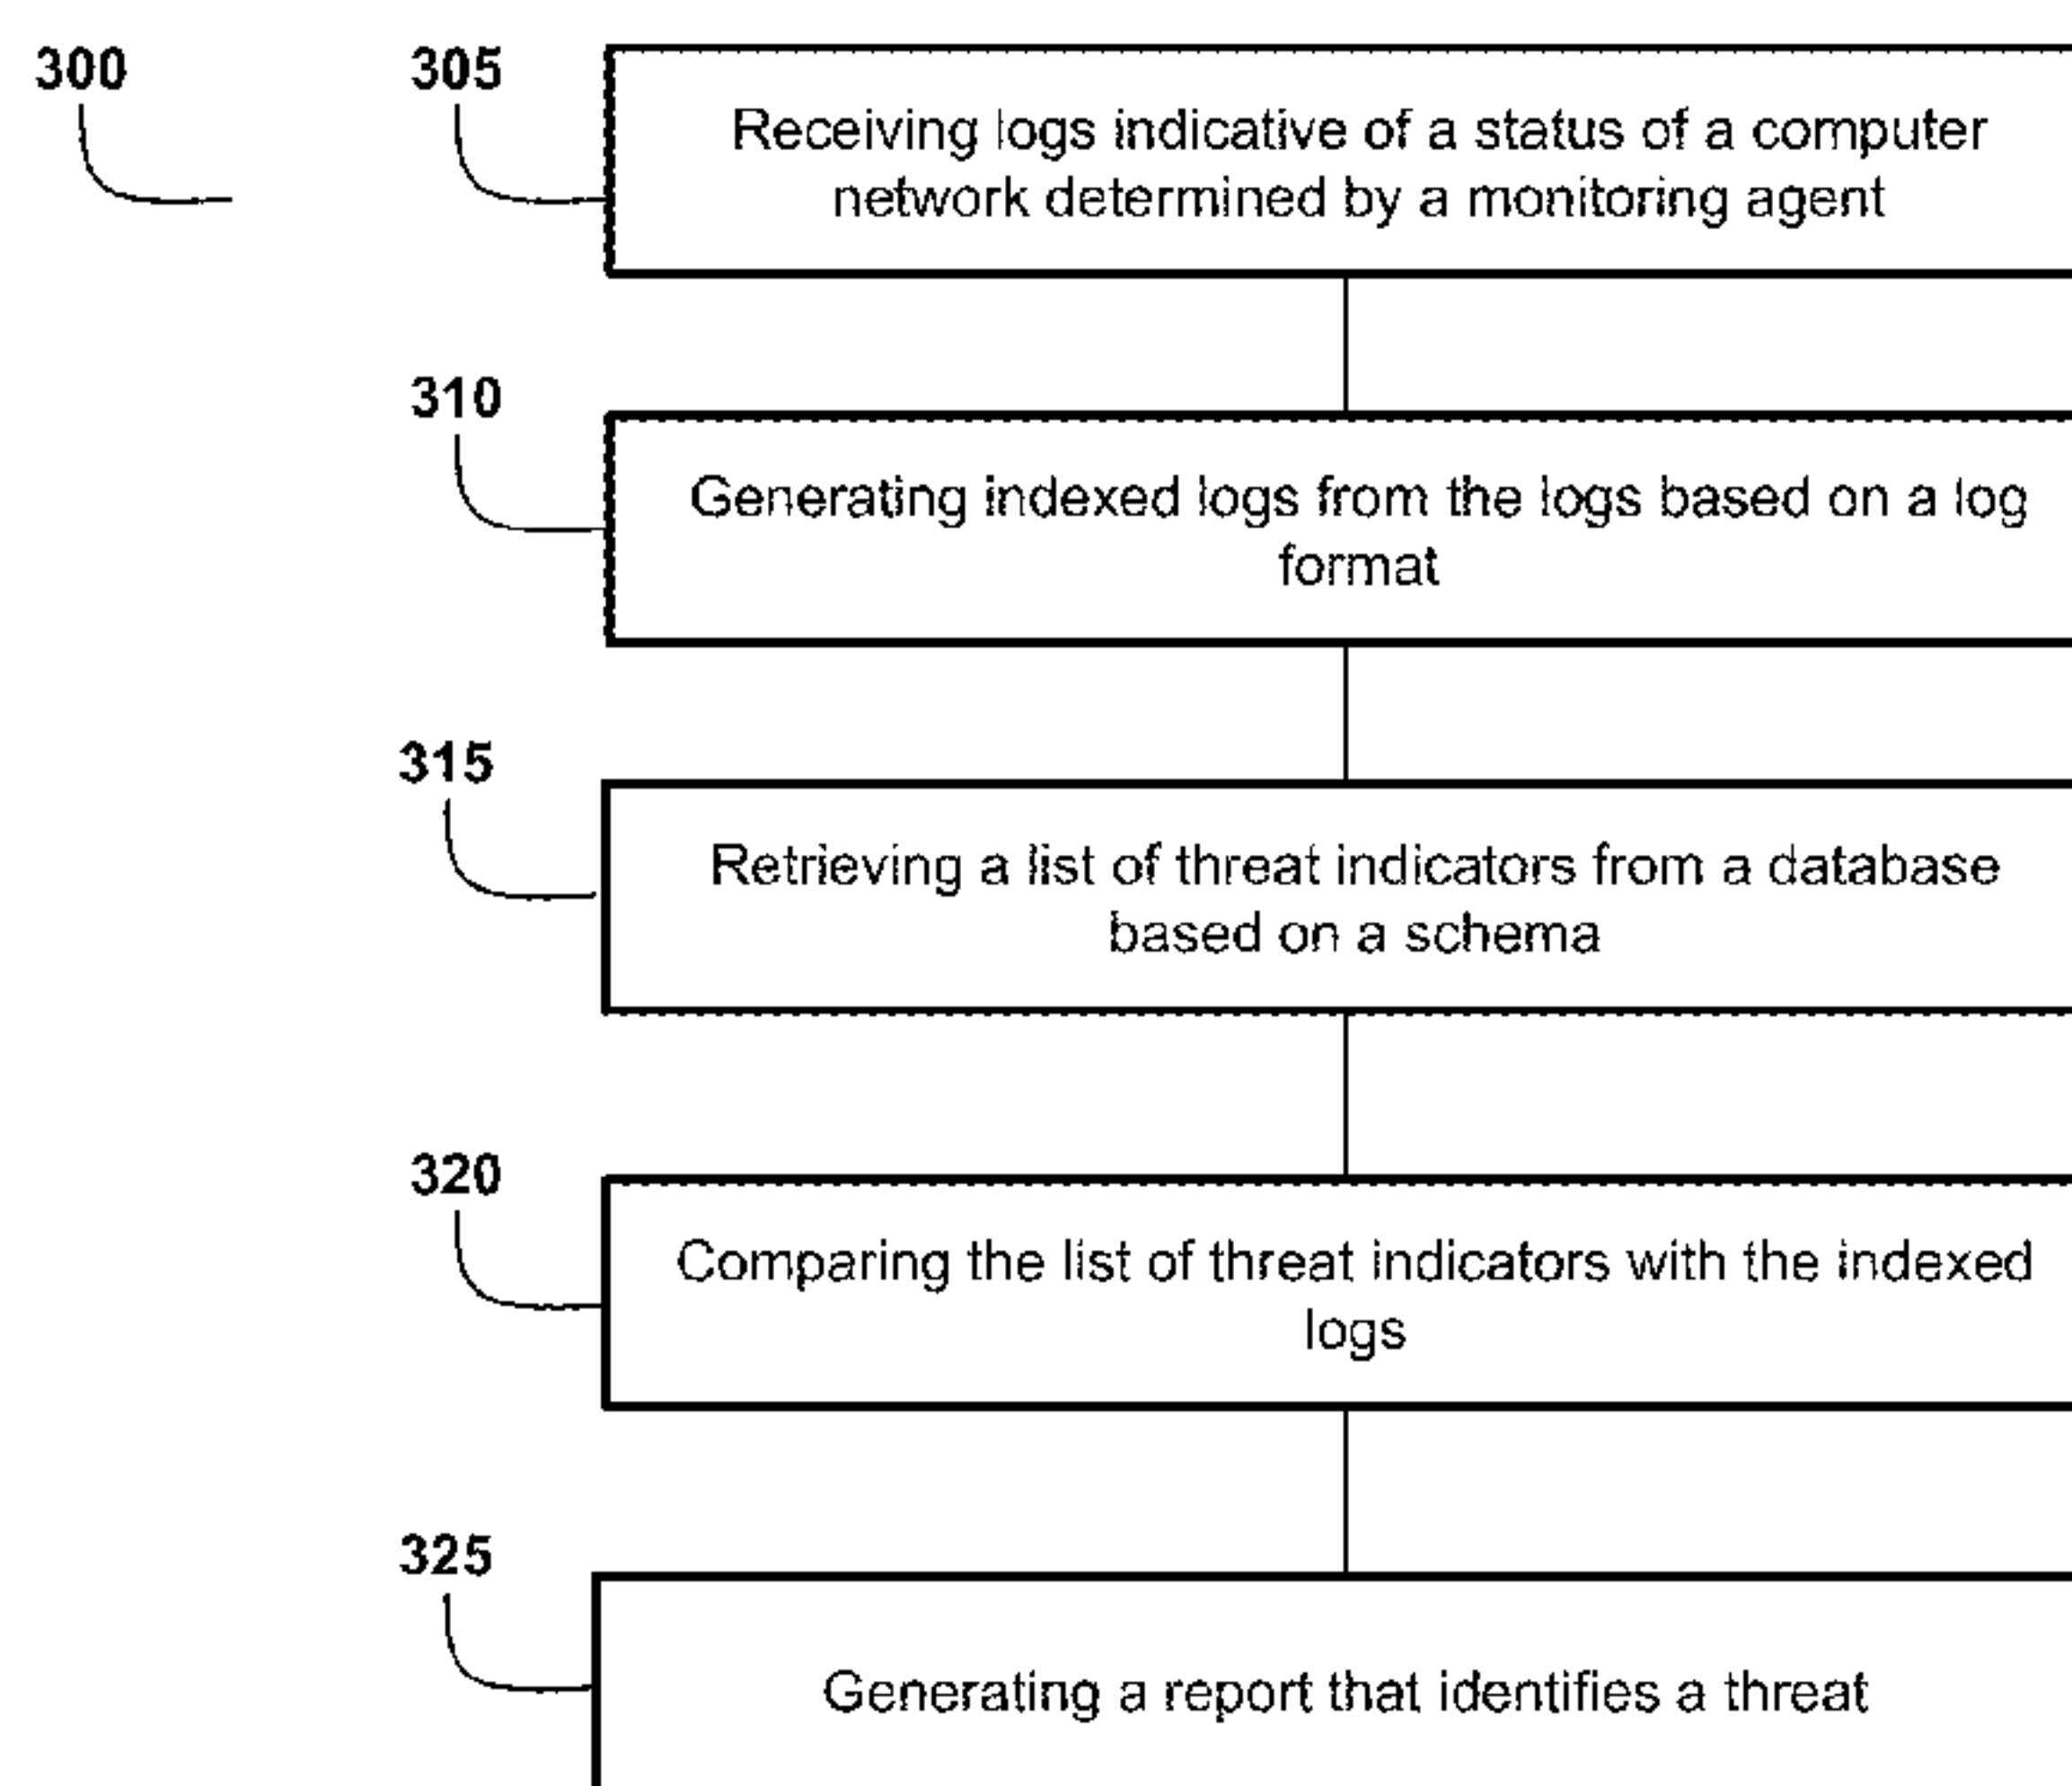 300
305
Receiving logs indicative of a status of a computer
network determined by a monitoring agent
310
Generating indexed logs from the logs based on a log
format
315
Retrieving a list of threat indicators from a database
based on a schema
320
Comparing the list of threat indicators with the indexed
logs
325
Generating a report that identifies a threat